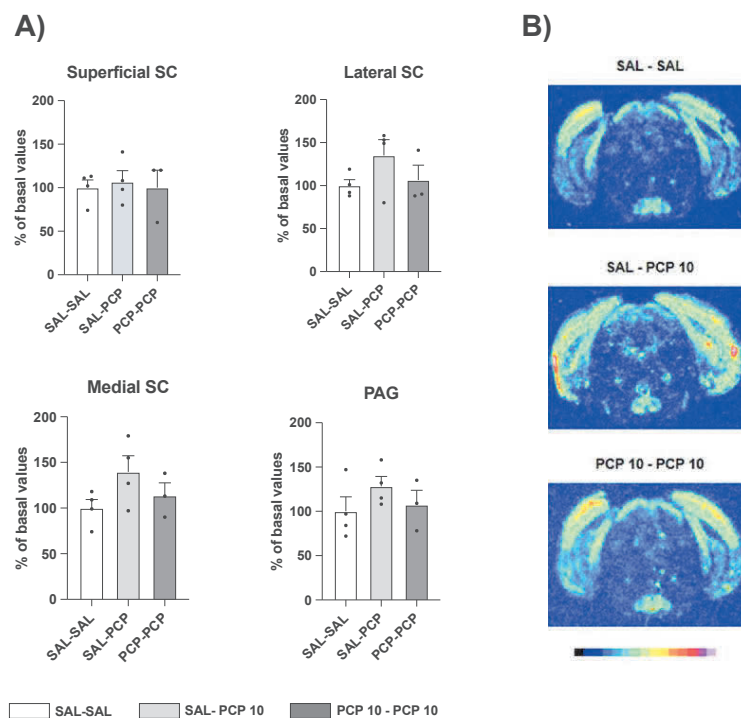 A)
B)
Superficial SC
200
150
100
50
0
% of basal values
SAL-SAL
SAL-PCP
PCP-PCP
Lateral SC
200
150
100
50
0
% of basal values
SAL-SAL
SAL-PCP
PCP-PCP
Medial SC
200
150
100
50
0
% of basal values
SAL-SAL
SAL-PCP
PCP-PCP
PAG
200
150
100
50
0
% of basal values
SAL-SAL
SAL-PCP
PCP-PCP
SAL - SAL
SAL - PCP 10
PCP 10 - PCP 10
SAL-SAL
SAL- PCP 10
PCP 10 - PCP 10